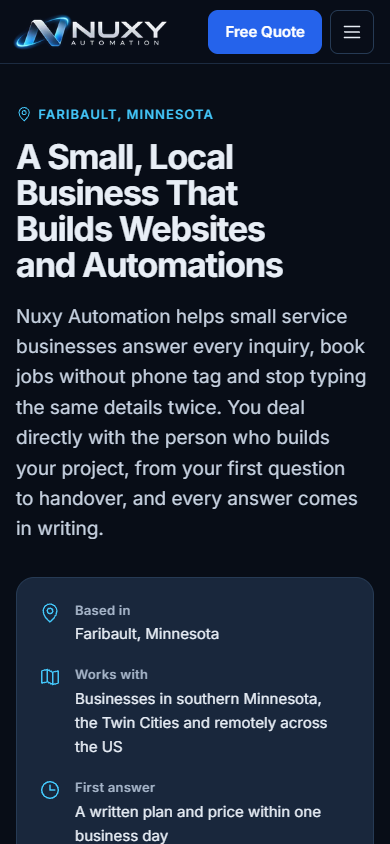 NUXY
AUTOMATION
Free Quote
FARIBAULT, MINNESOTA
A Small, Local
Business That
Builds Websites
and Automations
Nuxy Automation helps small service
businesses answer every inquiry, book
jobs without phone tag and stop typing
the same details twice. You deal
directly with the person who builds
your project, from your first question
to handover, and every answer comes
in writing.
Based in
Faribault, Minnesota
Works with
Businesses in southern Minnesota,
the Twin Cities and remotely across
the US
First answer
A written plan and price within one
business day